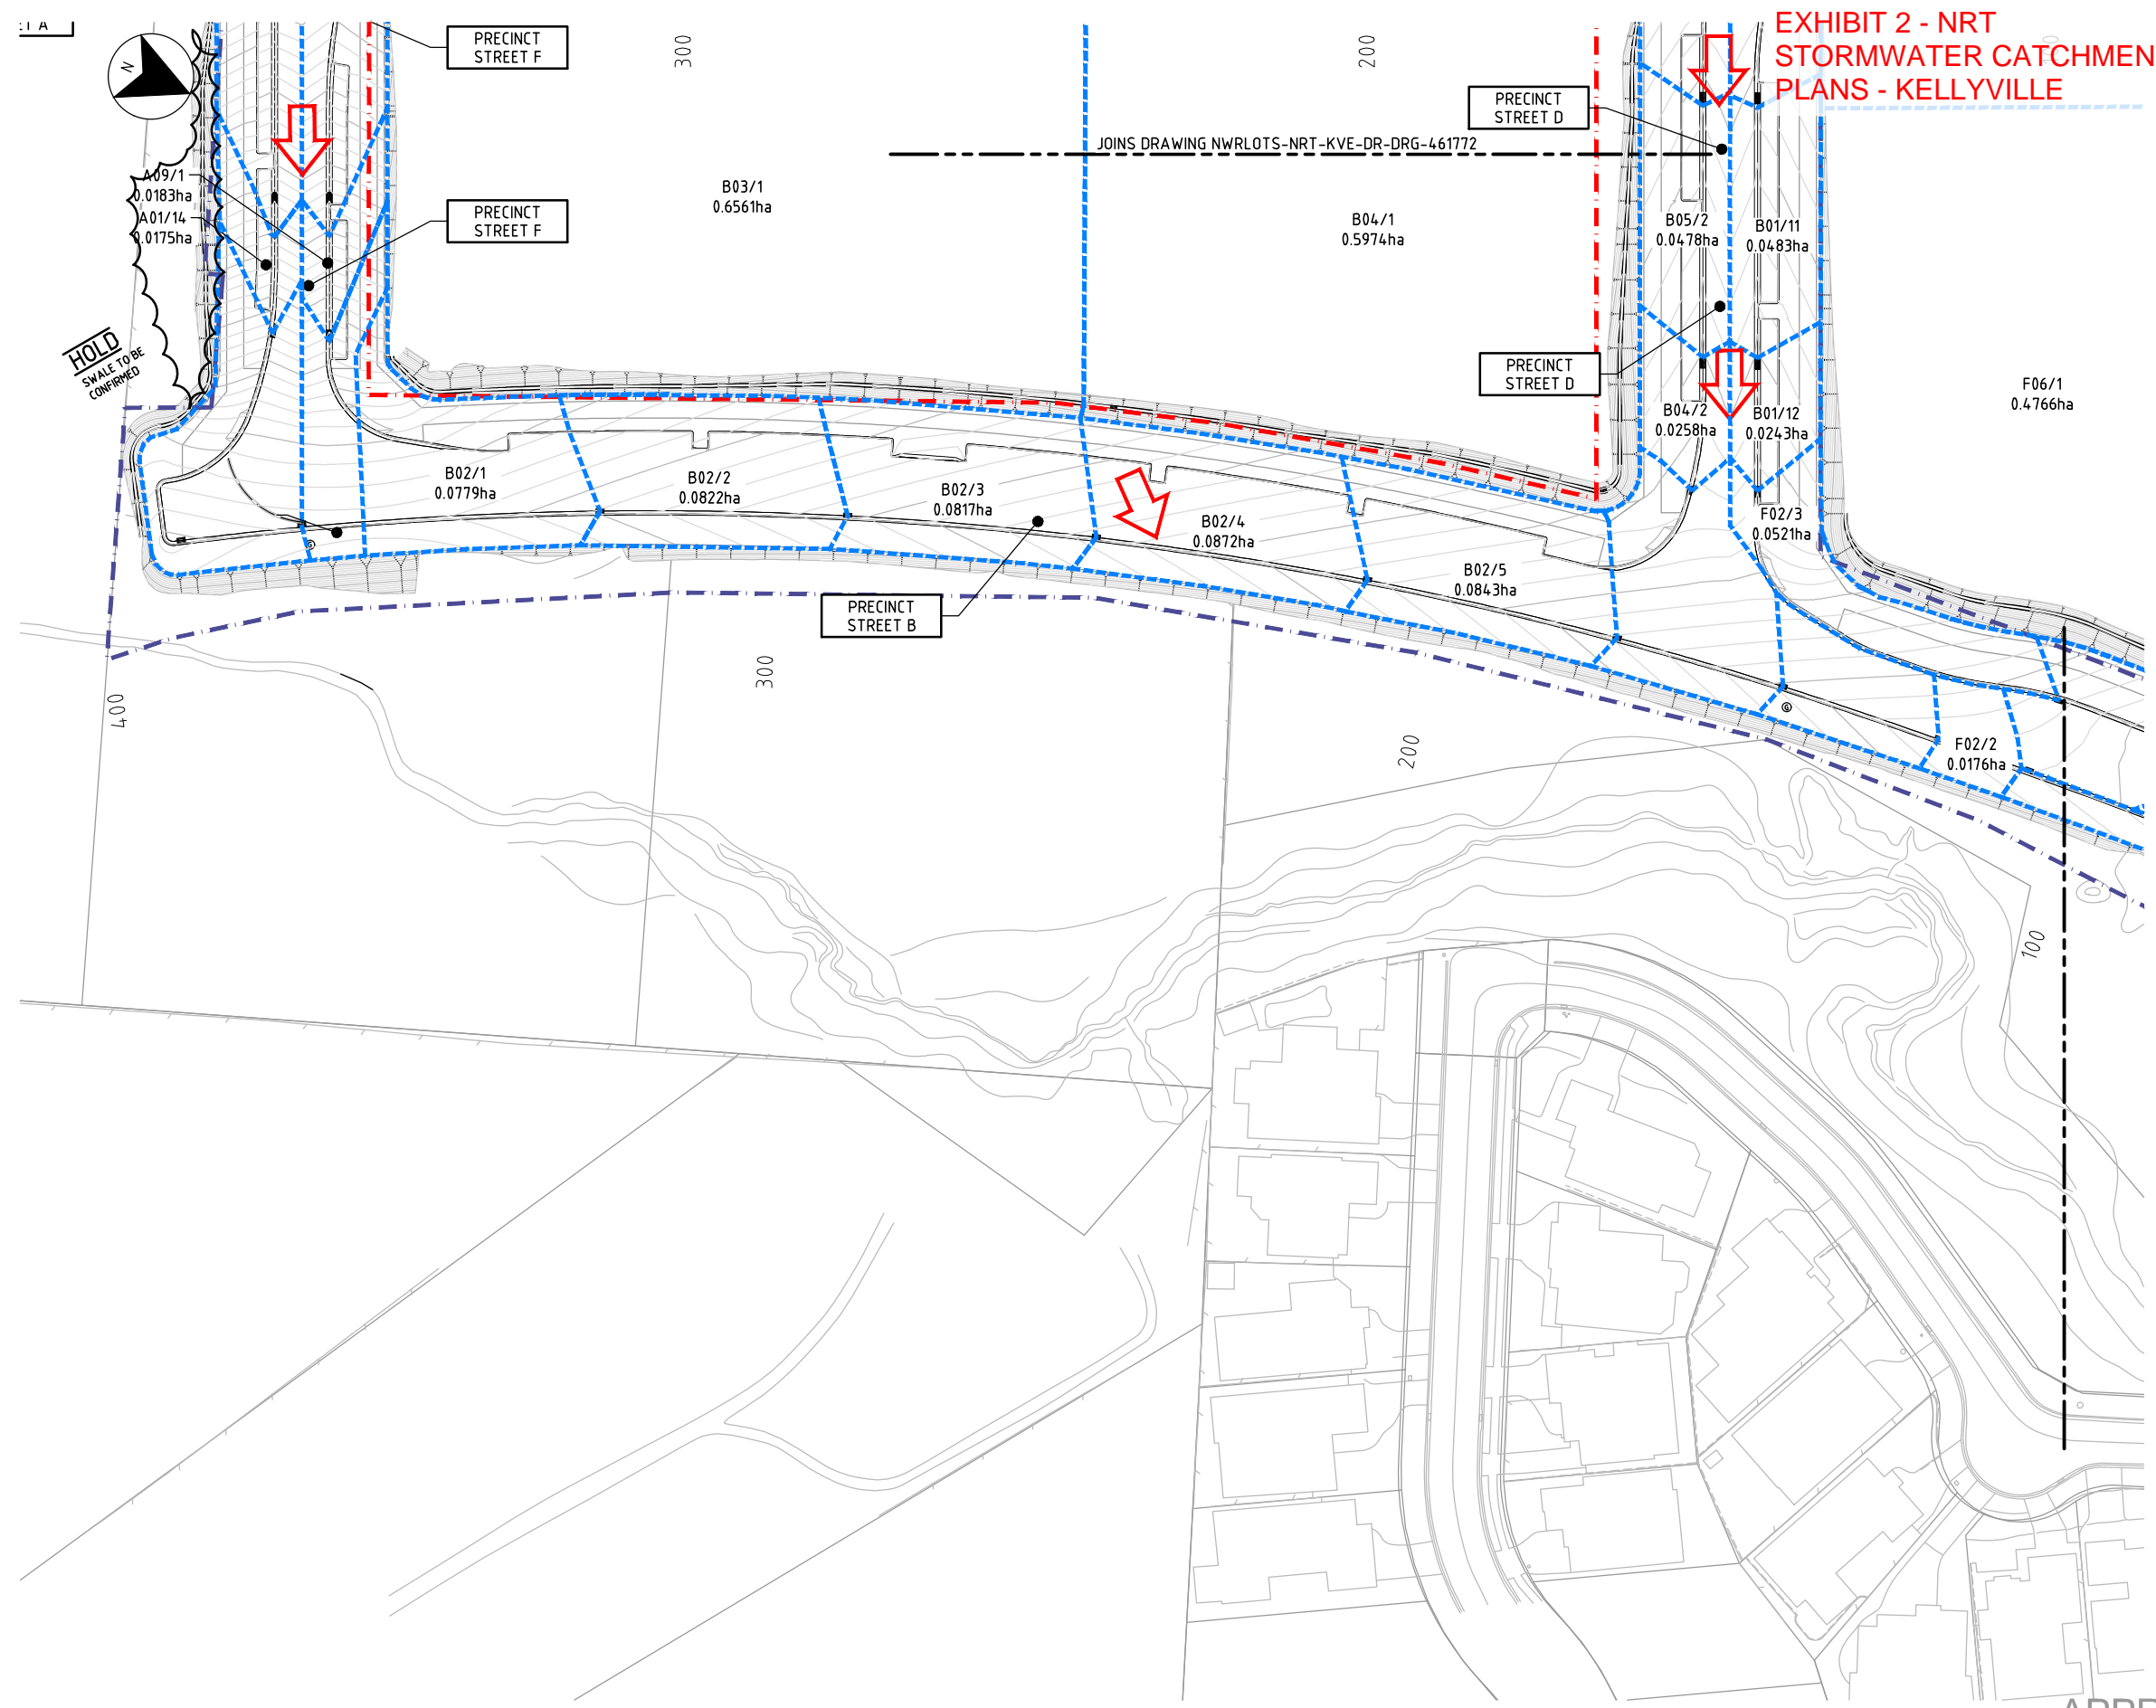 EXHIBIT 2 - NRT
STORMWATER CATCHMEN
PLANS - KELLYVILLE
N
PRECINCT
STREET F
300
200
PRECINCT
STREET D
JOINS DRAWING NWRLOTS-NRT-KVE-DR-DRG-461772
A09/1
0.0183ha
A01/14
0.0175ha
PRECINCT
STREET F
B03/1
0.6561ha
B04/1
0.5974ha
B05/2
0.0478ha
B01/11
0.0483ha
HOLD
SWALE TO BE
CONFIRMED
PRECINCT
STREET D
F06/1
0.4766ha
B04/2
0.0258ha
B01/12
0.0243ha
B02/1
0.0779ha
B02/2
0.0822ha
B02/3
0.0817ha
B02/4
0.0872ha
B02/5
0.0843ha
F02/3
0.0521ha
G
PRECINCT
STREET B
G
400
300
200
F02/2
0.0176ha
100